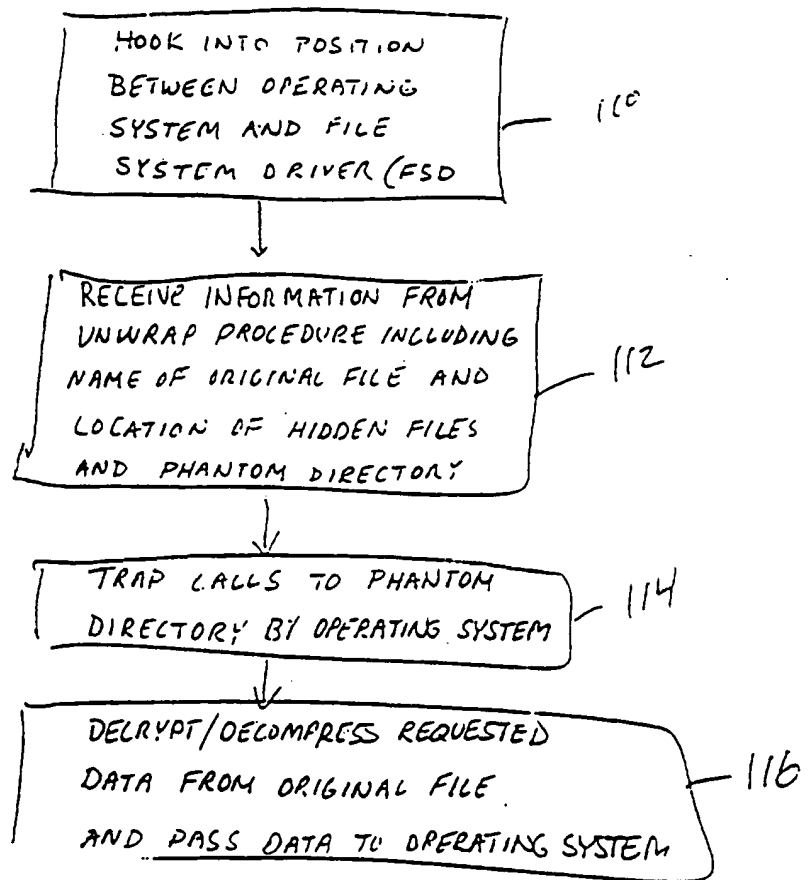 HOOK INTO POSITION
BETWEEN OPERATING
SYSTEM AND FILE
SYSTEM DRIVER (FSD
110
RECEIVE INFORMATION FROM
UNWRAP PROCEDURE INCLUDING
NAME OF ORIGINAL FILE AND
LOCATION OF HIDDEN FILES
AND PHANTOM DIRECTORY
112
TRAP CALLS TO PHANTOM
DIRECTORY BY OPERATING SYSTEM
114
DECRYPT/DECOMPRESS REQUESTED
DATA FROM ORIGINAL FILE
AND PASS DATA TO OPERATING SYSTEM
116